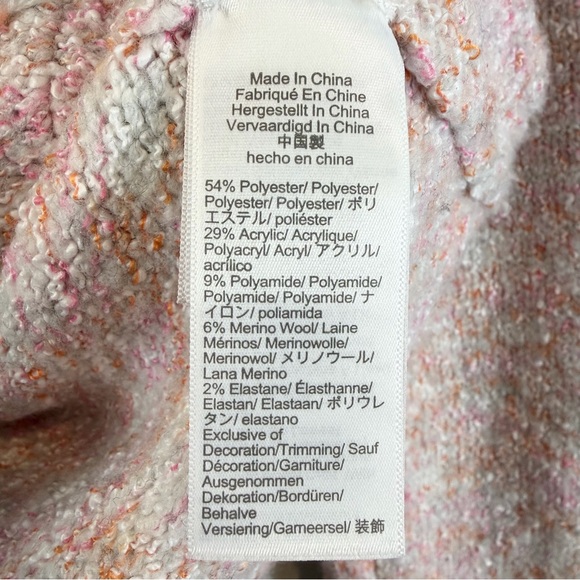 Made In China
Fabriqué En Chine
Hergestellt In China
Vervaardigd In China
中国製
hecho en china
54% Polyester/ Polyester/
Polyester/ Polyester/ ポリ
エステル/ poliéster
29% Acrylic/ Acrylique/
Polyacryl/ Acryl/ アクリル/
acrílico
9% Polyamide/ Polyamide/
Polyamide/ Polyamide/ ナ
イロン/ poliamida
6% Merino Wool/ Laine
Mérinos/ Merinowolle/
Merinowol/ メリノウール/
Lana Merino
2% Elastane/ Élasthanne/
Elastan/ Elastaan/ ポリウレ
タン/ elastano
Exclusive of
Decoration/Trimming/ Sauf
Décoration/Garniture/
Ausgenommen
Dekoration/Bordüren/
Behalve
Versiering/Garneersel/ 装飾